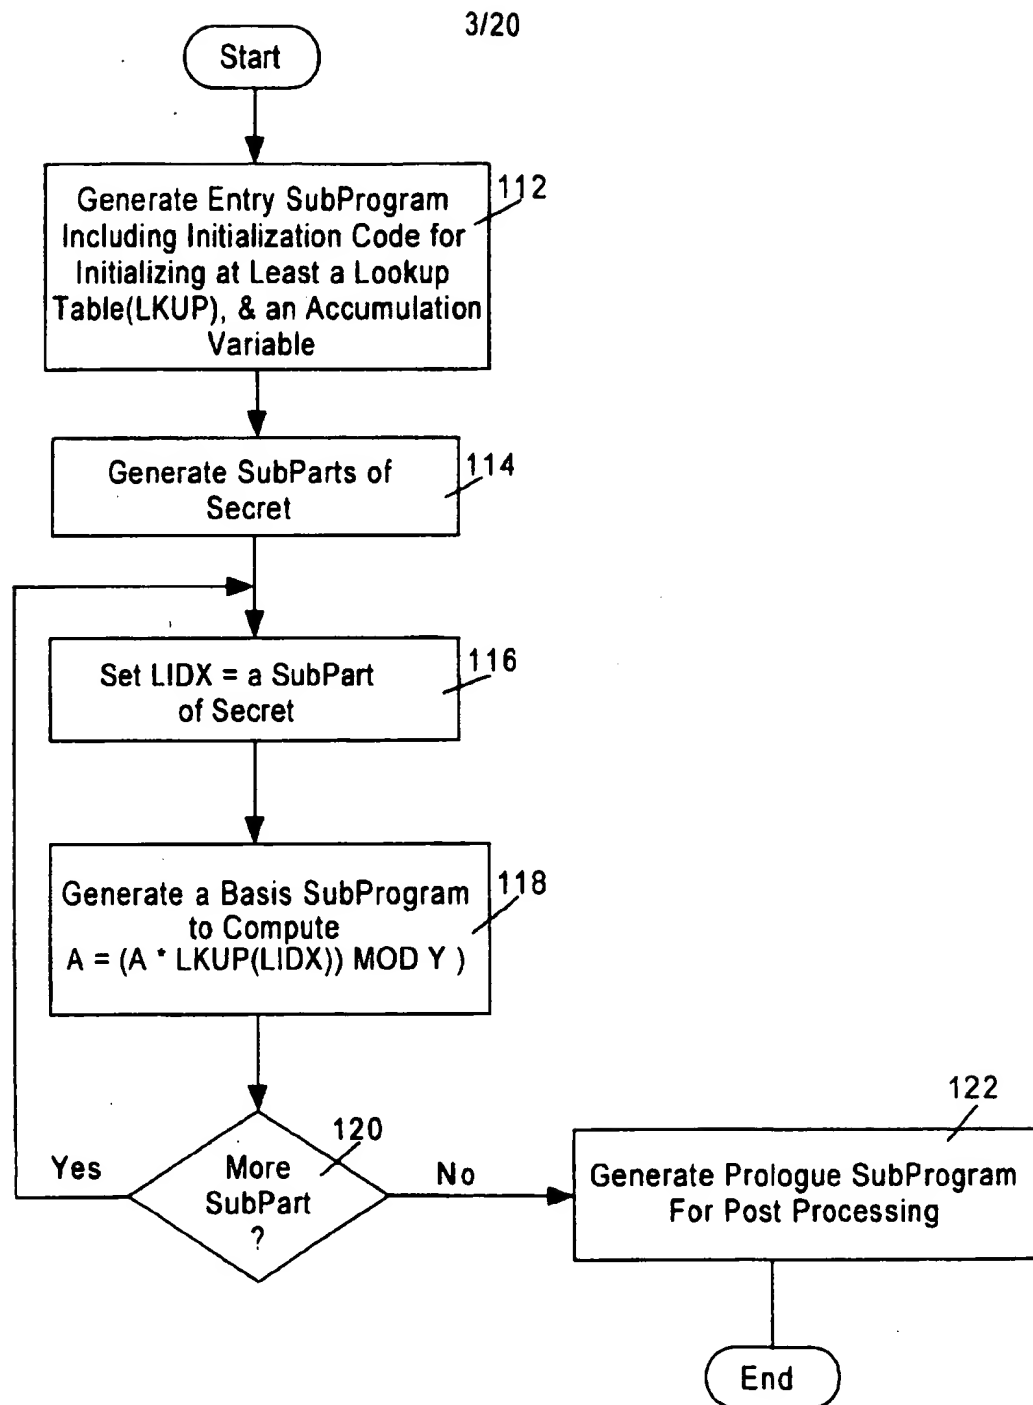 3/20
Start
112
Generate Entry SubProgram
Including Initialization Code for
Initializing at Least a Lookup
Table(LKUP), & an Accumulation
Variable
114
Generate SubParts of
Secret
116
Set LIDX = a SubPart
of Secret
118
Generate a Basis SubProgram
to Compute
A = (A * LKUP(LIDX)) MOD Y )
120
More
SubPart
?
Yes
No
122
Generate Prologue SubProgram
For Post Processing
End